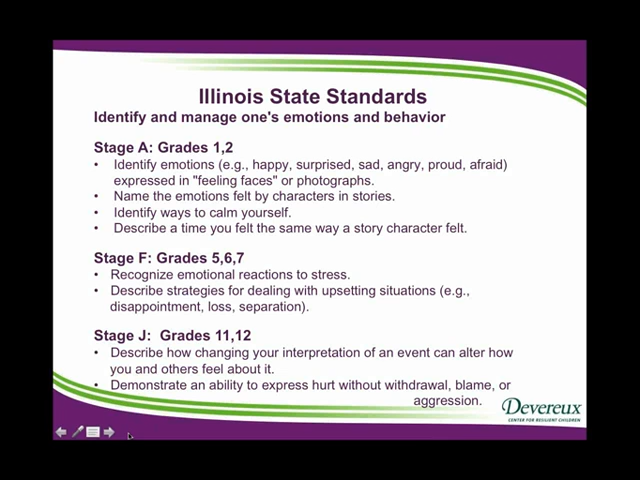 Illinois State Standards
Identify and manage one's emotions and behavior
Stage A: Grades 1,2
• Identify emotions (e.g., happy, surprised, sad, angry, proud, afraid)
expressed in "feeling faces" or photographs.
• Name the emotions felt by characters in stories.
• Identify ways to calm yourself.
• Describe a time you felt the same way a story character felt.
Stage F: Grades 5,6,7
• Recognize emotional reactions to stress.
• Describe strategies for dealing with upsetting situations (e.g.,
disappointment, loss, separation).
Stage J: Grades 11,12
• Describe how changing your interpretation of an event can alter how
you and others feel about it.
• Demonstrate an ability to express hurt without withdrawal, blame, or
aggression.
Devereux
CENTER FOR RESILIENT CHILDREN